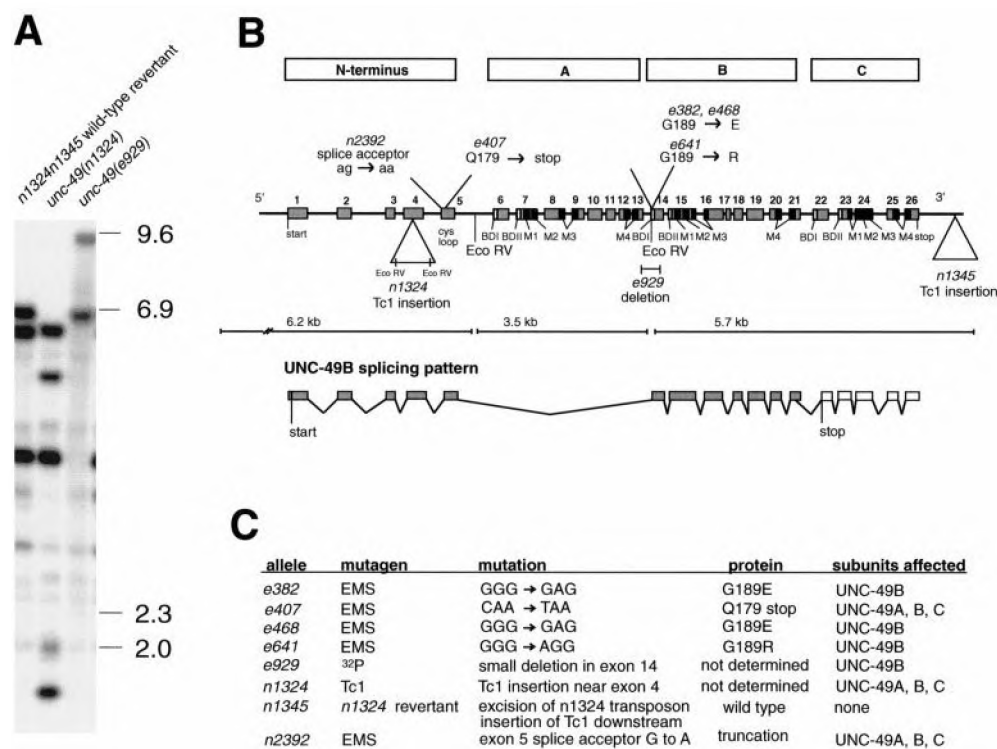 A
n1324n1345 wild-type revertant
unc-49(n1324)
unc-49(e929)
9.6
6.9
2.3
2.0
B
N-terminus A B C
n2392
splice acceptor
ag → aa
e407
Q179 → stop
e382, e468
G189 → E
e641
G189 → R
5' 1 2 3 4 5 6 7 8 9 10 11 12 13 14 15 16 17 18 19 20 21 22 23 24 25 26 3'
start cys loop BDI BDII M1 M2 M3 M4 BDI BDII M1 M2 M3 M4 BDI BDII M1 M2 M3 M4 stop
Eco RV Eco RV
Eco RV Eco RV
n1324
Tc1 insertion
e929
deletion
n1345
Tc1 insertion
6.2 kb 3.5 kb 5.7 kb
UNC-49B splicing pattern
start stop
C
allele mutagen mutation protein subunits affected
e382 EMS GGG → GAG G189E UNC-49B
e407 EMS CAA → TAA Q179 stop UNC-49A, B, C
e468 EMS GGG → GAG G189E UNC-49B
e641 EMS GGG → AGG G189R UNC-49B
e929 32P small deletion in exon 14 not determined UNC-49B
n1324 Tc1 Tc1 insertion near exon 4 not determined UNC-49A, B, C
n1345 n1324 revertant excision of n1324 transposon wild type none
insertion of Tc1 downstream
n2392 EMS exon 5 splice acceptor G to A truncation UNC-49A, B, C